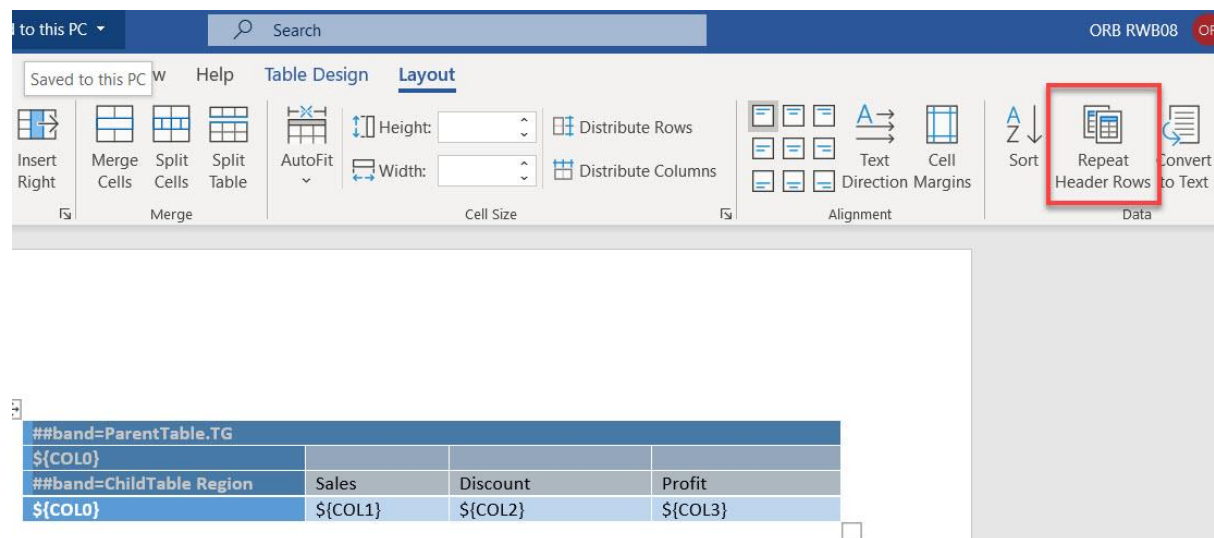 to this PC
Search
ORB RWB08
Saved to this PC
Help
Table Design
Layout
Insert
Right
Merge
Cells
Split
Cells
Split
Table
AutoFit
Height:
Width:
Distribute Rows
Distribute Columns
Text
Direction
Cell
Margins
A
Z
Sort
Repeat
Header Rows
Convert
to Text
Merge
Cell Size
Alignment
Data
##band=ParentTable.TG
${COL0}
##band=ChildTable Region Sales Discount Profit
${COL0} ${COL1} ${COL2} ${COL3}